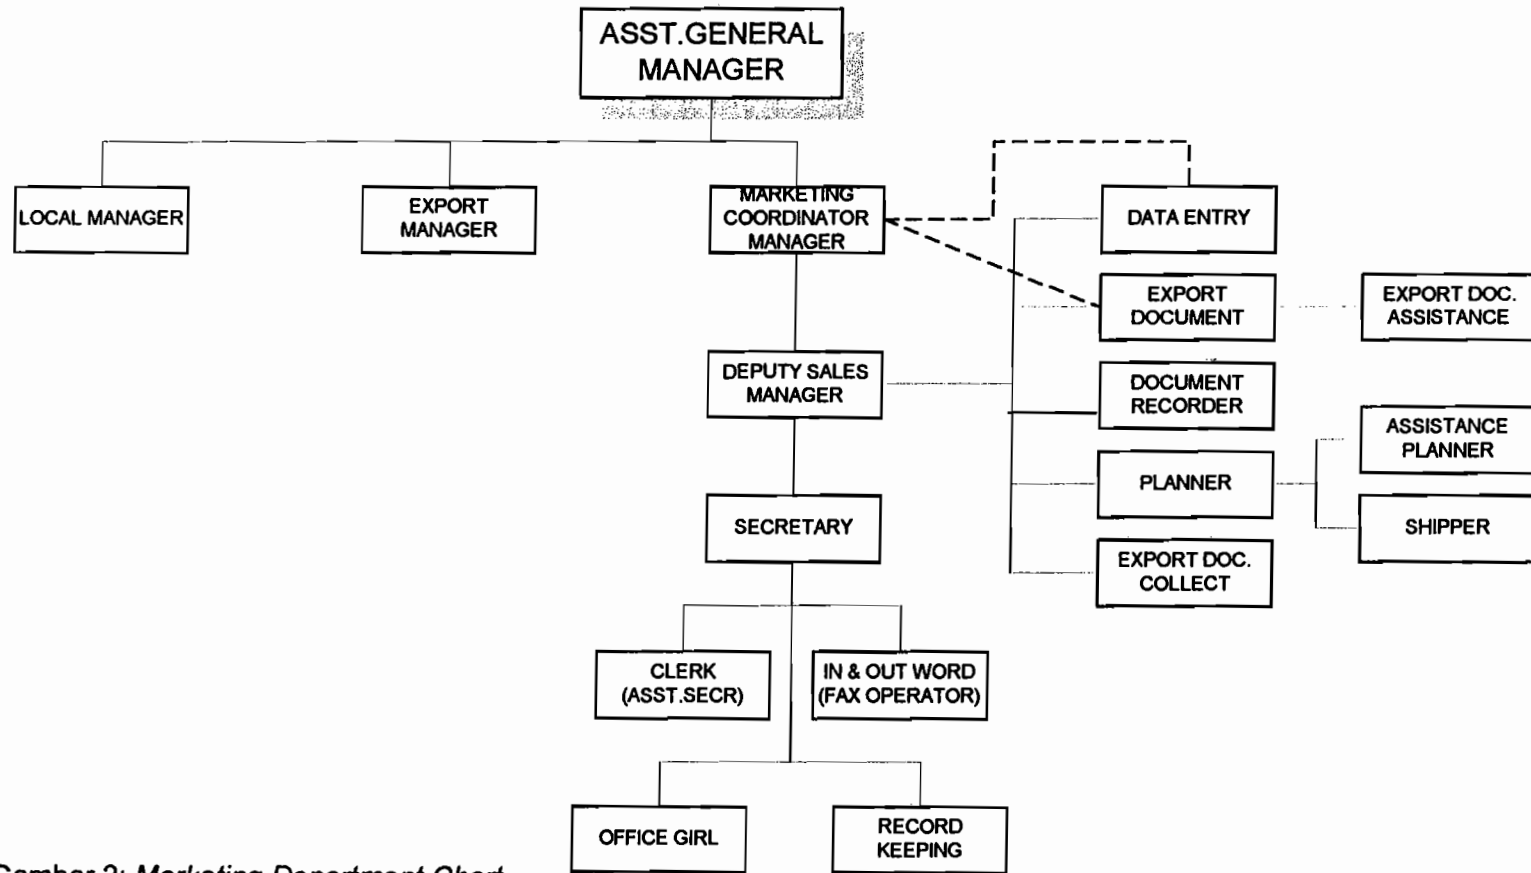 ASST.GENERAL
MANAGER
LOCAL MANAGER
EXPORT
MANAGER
MARKETING
COORDINATOR
MANAGER
DATA ENTRY
EXPORT
DOCUMENT
EXPORT DOC.
ASSISTANCE
DEPUTY SALES
MANAGER
DOCUMENT
RECORDER
ASSISTANCE
PLANNER
PLANNER
SECRETARY
SHIPPER
EXPORT DOC.
COLLECT
CLERK
(ASST.SECR)
IN & OUT WORD
(FAX OPERATOR)
OFFICE GIRL
RECORD
KEEPING
Gambar 2: Marketing Department Chart